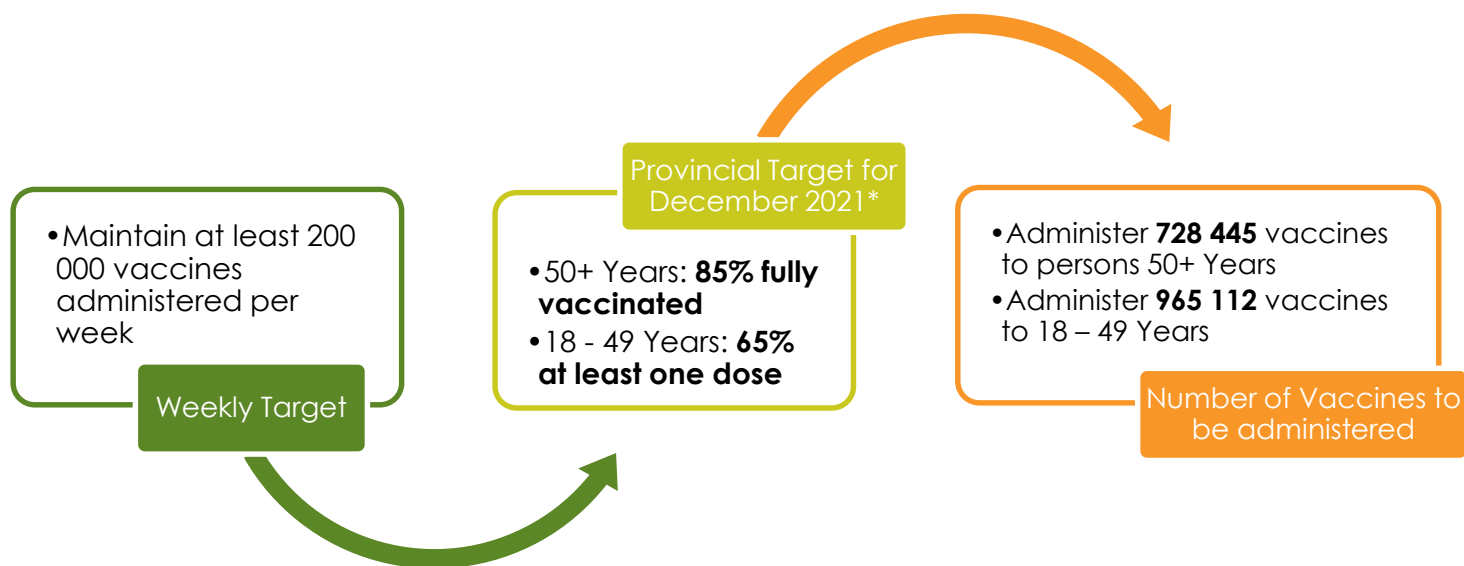 •Maintain at least 200
000 vaccines
administered per
week
Weekly Target
Provincial Target for
December 2021*
•50+ Years: 85% fully
vaccinated
•18 - 49 Years: 65%
at least one dose
•Administer 728 445 vaccines
to persons 50+ Years
•Administer 965 112 vaccines
to 18 – 49 Years
Number of Vaccines to
be administered